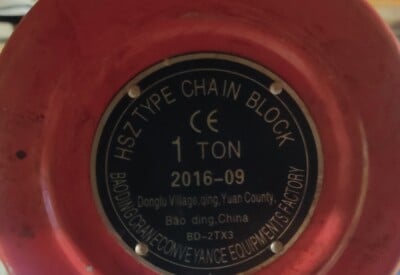 HSZ TYPE CHAIN BLOCK
CE
1 TON
2016-09
Donglu Village,qing, Yuan County,
Bao ding,China
BD-2TX3
BAODING CRANE CONVEYANCE EQUIPMENTS FACTORY